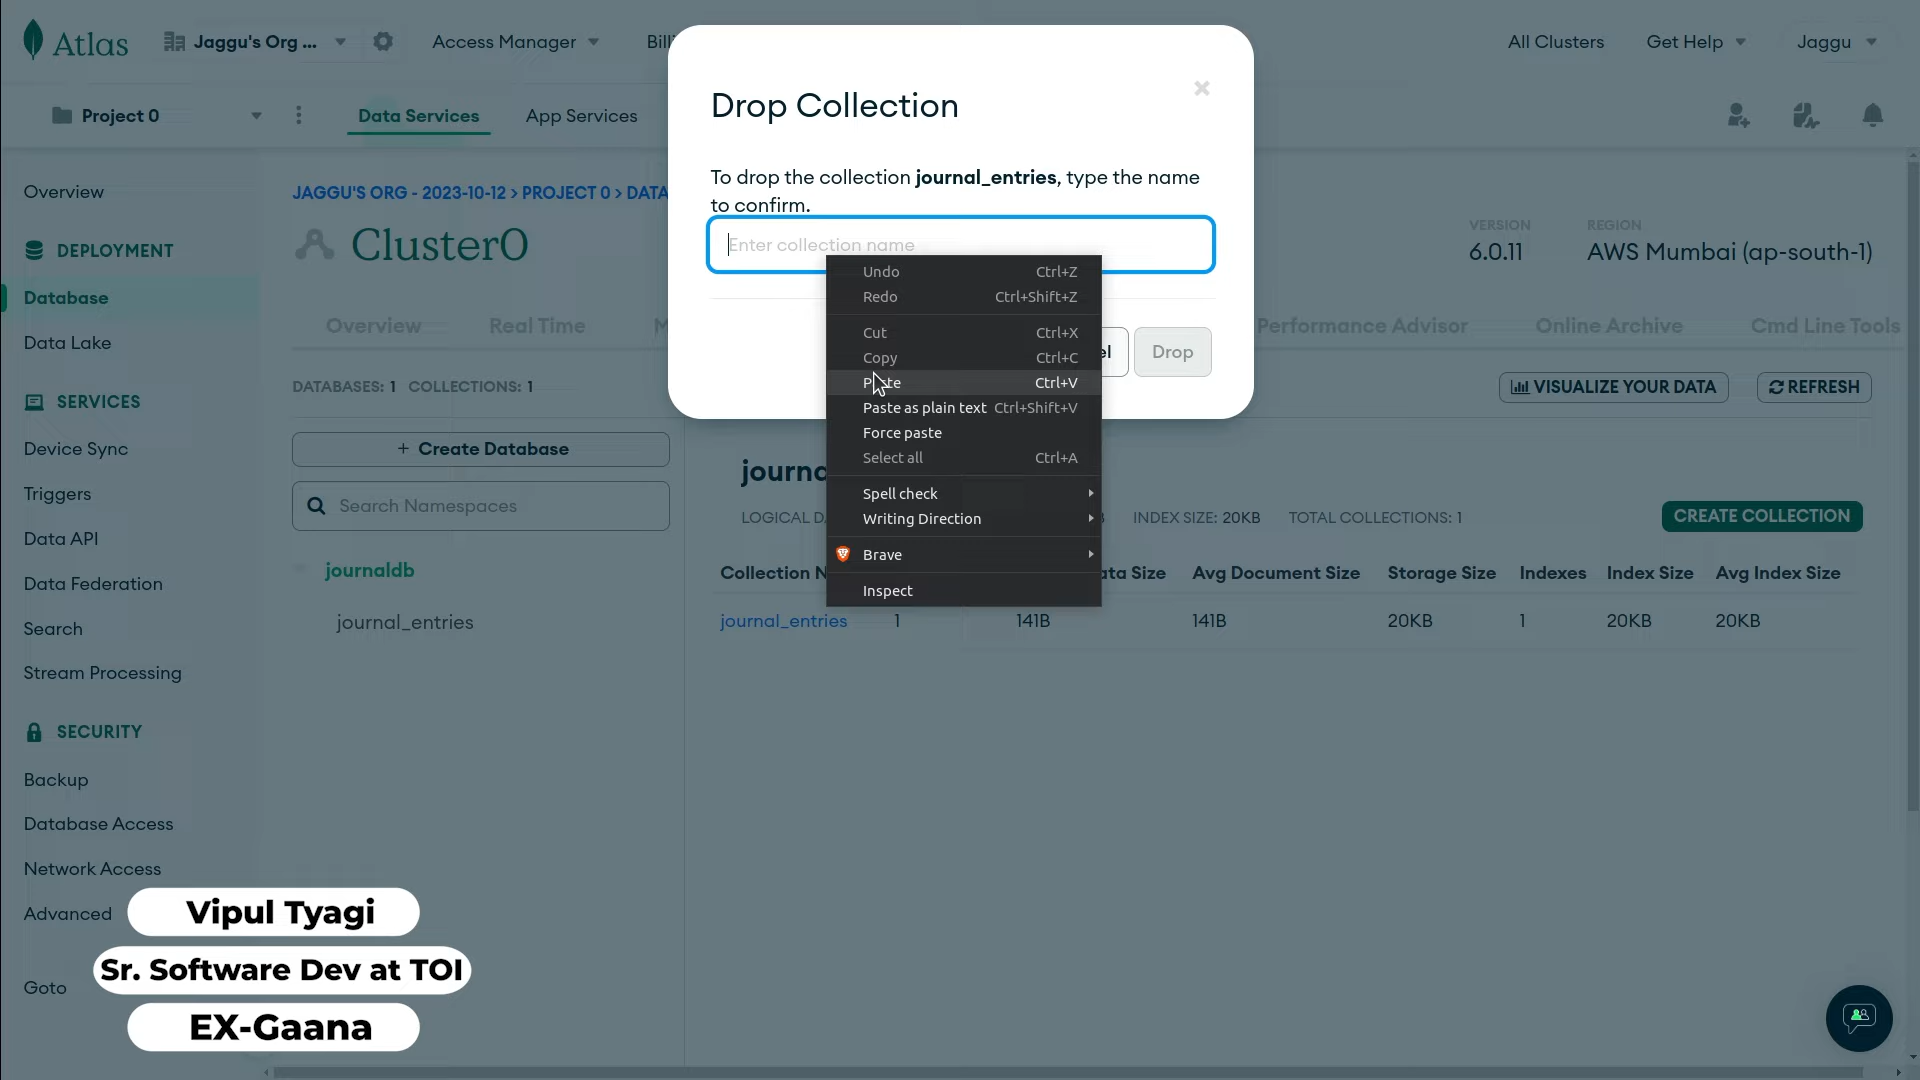 Atlas
Jaggu's Org ...
Access Manager
All Clusters
Get Help
Jaggu
Project 0
Data Services
App Services
Drop Collection
To drop the collection journal_entries, type the name
to confirm.
Enter collection name
Drop
Undo Ctrl+Z
Redo Ctrl+Shift+Z
Cut Ctrl+X
Copy Ctrl+C
Paste Ctrl+V
Paste as plain text Ctrl+Shift+V
Force paste
Select all Ctrl+A
Spell check
Writing Direction
Brave
Inspect
Overview
DEPLOYMENT
Database
Data Lake
SERVICES
Device Sync
Triggers
Data API
Data Federation
Search
Stream Processing
SECURITY
Backup
Database Access
Network Access
Advanced
Goto
JAGGU'S ORG - 2023-10-12 > PROJECT 0 >
Cluster0
VERSION
6.0.11
REGION
AWS Mumbai (ap-south-1)
Overview
Real Time
Performance Advisor
Online Archive
Cmd Line Tools
DATABASES: 1 COLLECTIONS: 1
VISUALIZE YOUR DATA
REFRESH
+ Create Database
Search Namespaces
journaldb
journal_entries
LOGICAL
INDEX SIZE: 20KB
TOTAL COLLECTIONS: 1
CREATE COLLECTION
Collection
Size
Avg Document Size
Storage Size
Indexes
Index Size
Avg Index Size
journal_entries 1 141B 141B 20KB 1 20KB 20KB
Vipul Tyagi
Sr. Software Dev at TOI
EX-Gaana